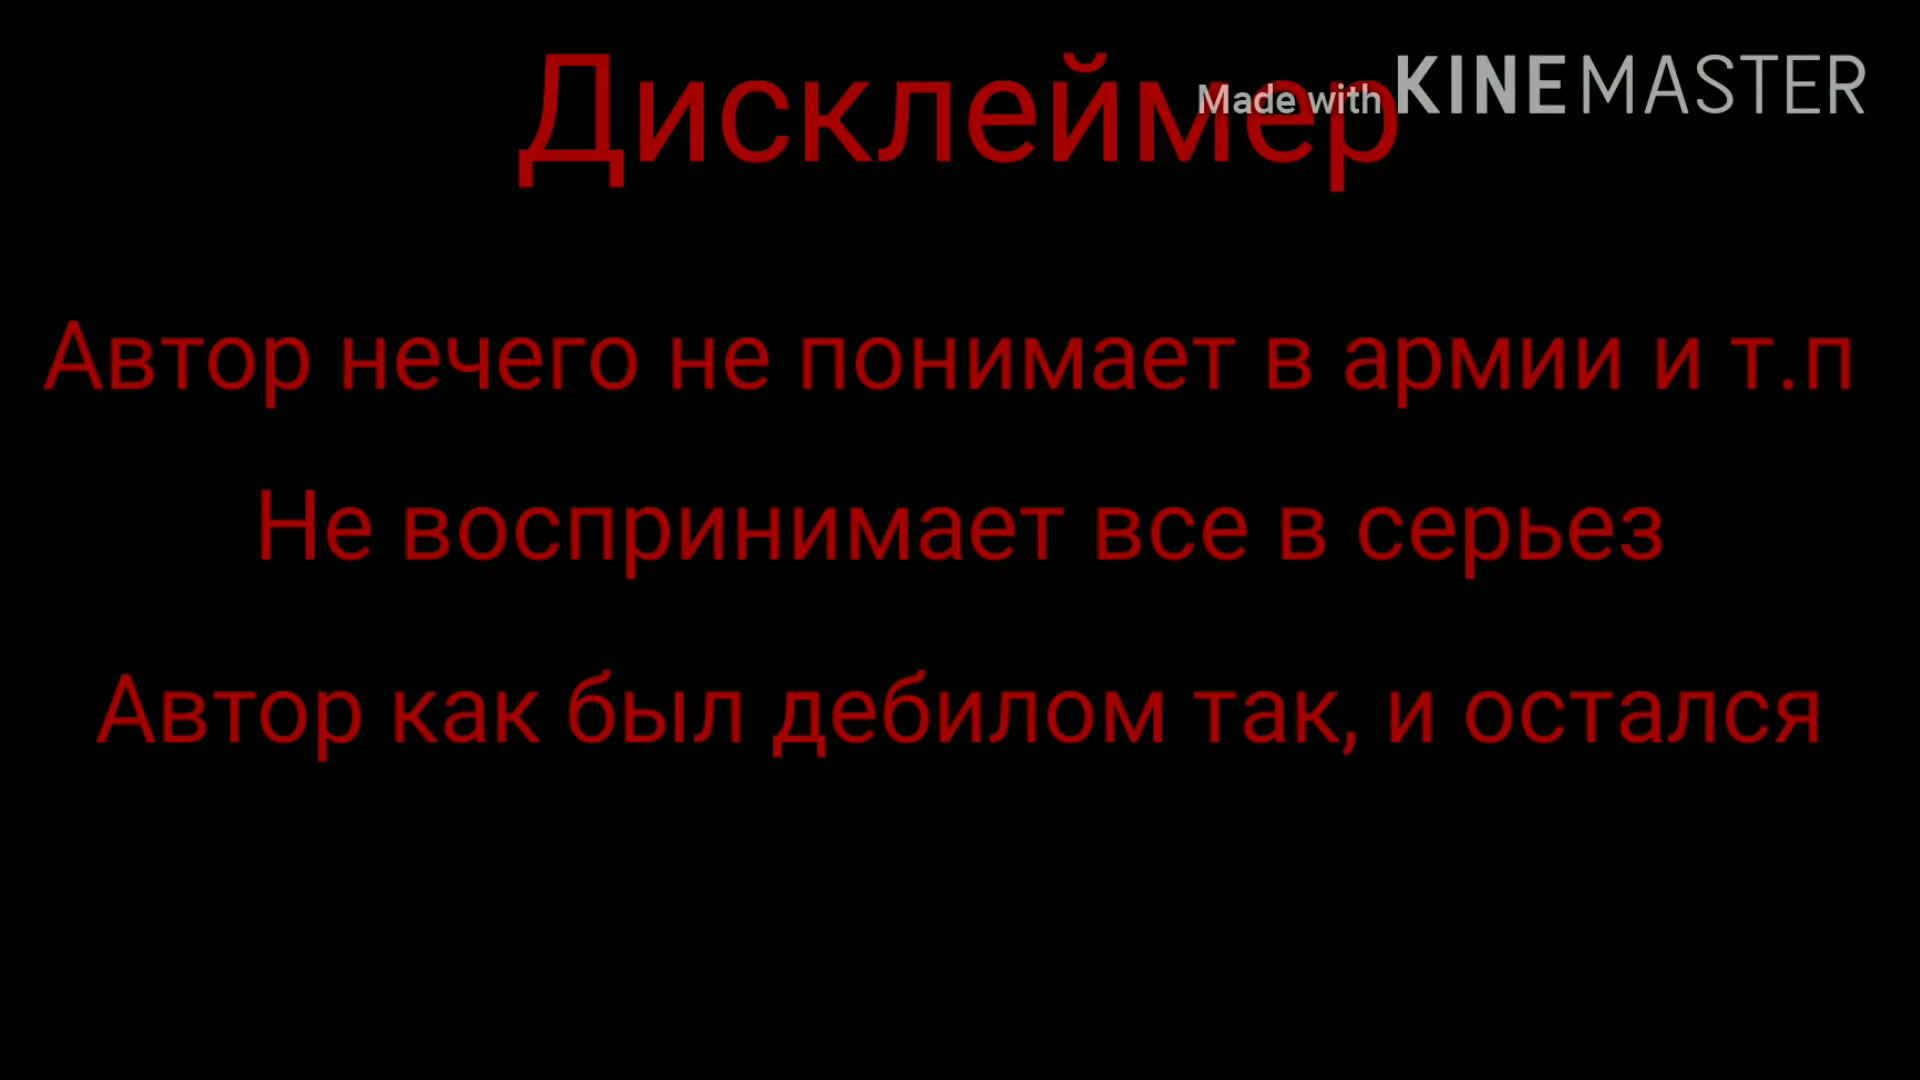 Дисклеймер
Made with KINEMASTER
Автор нечего не понимает в армии и т.п
Не воспринимает все в серьез
Автор как был дебилом так, и остался